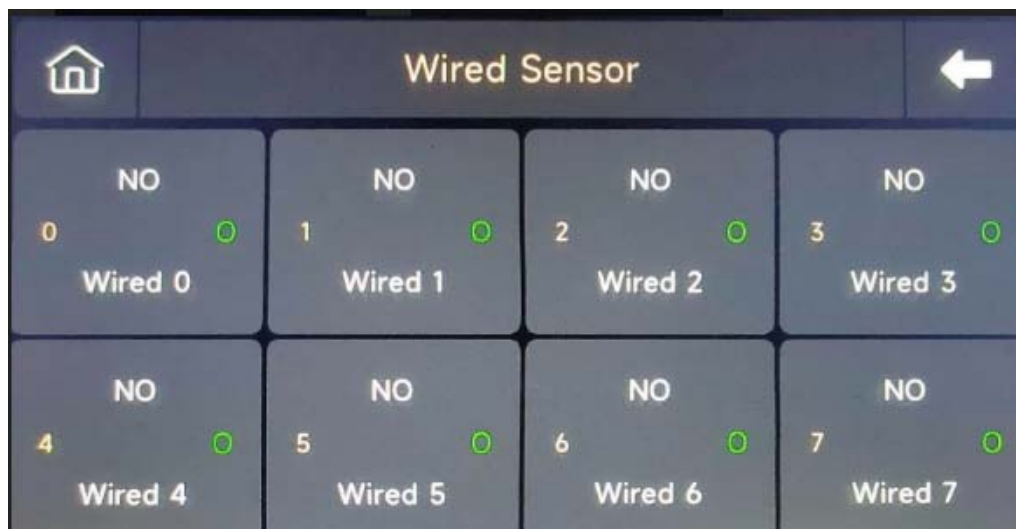 Wired Sensor
NO
0 O
Wired 0
NO
1 O
Wired 1
NO
2 O
Wired 2
NO
3 O
Wired 3
NO
4 O
Wired 4
NO
5 O
Wired 5
NO
6 O
Wired 6
NO
7 O
Wired 7